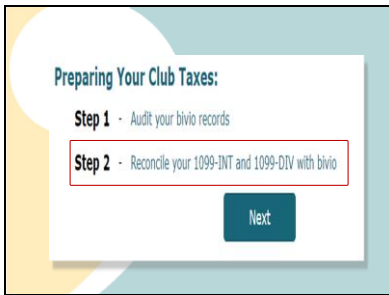 Preparing Your Club Taxes:
Step 1 - Audit your bivio records
Step 2 - Reconcile your 1099-INT and 1099-DIV with bivio
Next